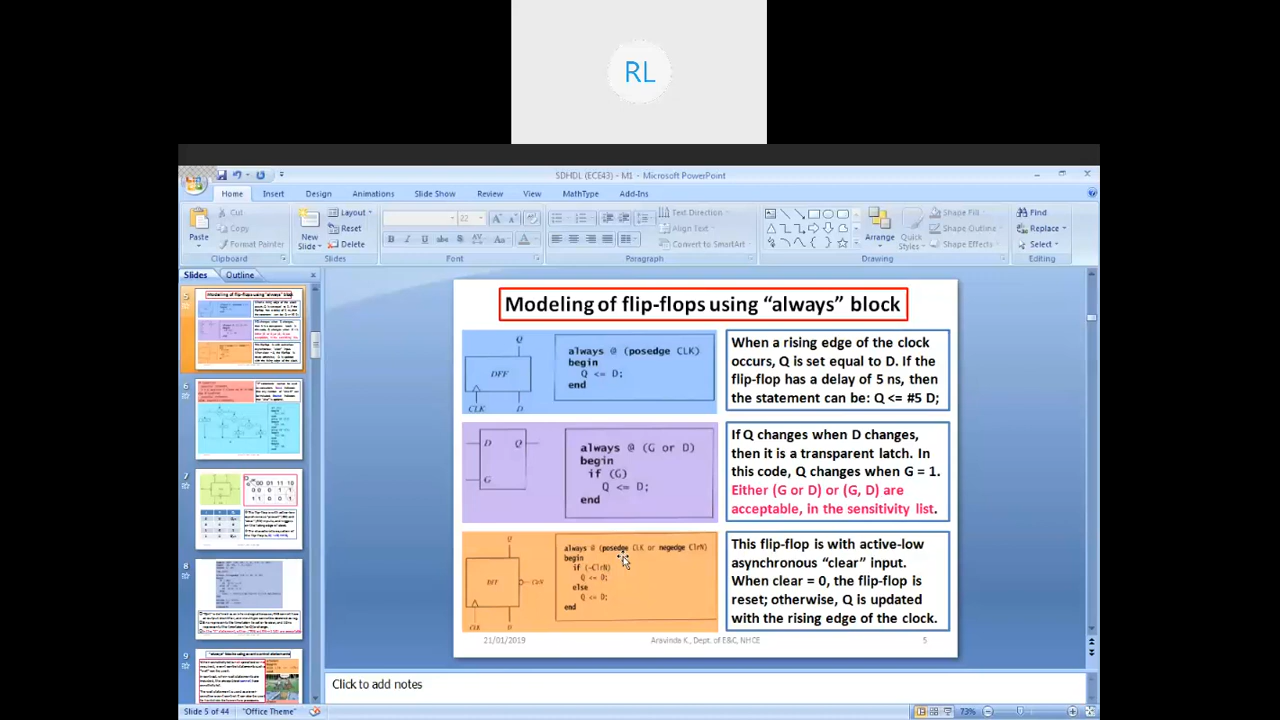 RL
SDHDL (ECE43) - M1 - Microsoft PowerPoint
Home Insert Design Animations Slide Show Review View MathType Add-Ins
Paste
Cut
Copy
Format Painter
Clipboard
New Slide
Layout
Reset
Delete
Slides
22
Font
Text Direction
Align Text
Convert to SmartArt
Paragraph
Arrange
Quick Styles
Shape Fill
Shape Outline
Shape Effects
Drawing
Find
Replace
Select
Editing
Slides Outline
5
6
7
8
9
Modeling of flip-flops using “always” block
Q
DFF
CLK D
always @ (posedge CLK)
begin
Q <= D;
end
When a rising edge of the clock
occurs, Q is set equal to D. If the
flip-flop has a delay of 5 ns, then
the statement can be: Q <= #5 D;
D Q
G
always @ (G or D)
begin
if (G)
Q <= D;
end
If Q changes when D changes,
then it is a transparent latch. In
this code, Q changes when G = 1.
Either (G or D) or (G, D) are
acceptable, in the sensitivity list.
always @ (posedge CLK or negedge ClrN)
begin
if (~ClrN)
else
Q <= D;
end
This flip-flop is with active-low
asynchronous “clear” input.
When clear = 0, the flip-flop is
reset; otherwise, Q is updated
with the rising edge of the clock.
21/01/2019 Aravinda K., Dept. of E&C, NHCE 5
Click to add notes
Slide 5 of 44 "Office Theme" 73%